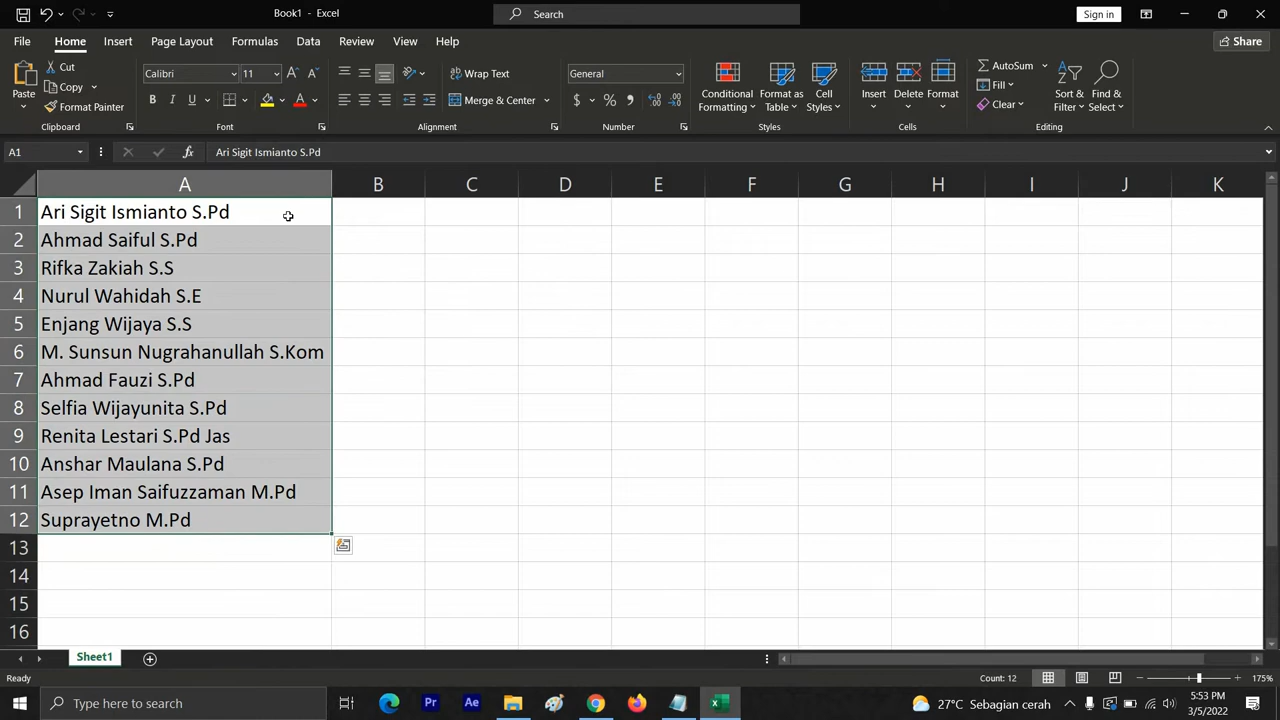 Book1 - Excel
Search
Sign in
File Home Insert Page Layout Formulas Data Review View Help
Share
Paste
Cut
Copy
Format Painter
Clipboard
Calibri 11
B I U
Font
Wrap Text
Merge & Center
Alignment
General
$ % ,
Number
Conditional Formatting
Format as Table
Cell Styles
Styles
Insert
Delete
Format
Cells
AutoSum
Fill
Clear
Sort & Filter
Find & Select
Editing
A1
fx
Ari Sigit Ismianto S.Pd
A B C D E F G H I J K
1 Ari Sigit Ismianto S.Pd
2 Ahmad Saiful S.Pd
3 Rifka Zakiah S.S
4 Nurul Wahidah S.E
5 Enjang Wijaya S.S
6 M. Sunsun Nugrahanullah S.Kom
7 Ahmad Fauzi S.Pd
8 Selfia Wijayunita S.Pd
9 Renita Lestari S.Pd Jas
10 Anshar Maulana S.Pd
11 Asep Iman Saifuzzaman M.Pd
12 Suprayetno M.Pd
13
14
15
16
Sheet1
Ready
Count: 12
175%
Type here to search
Pr
Ae
27°C Sebagian cerah
5:53 PM
3/5/2022